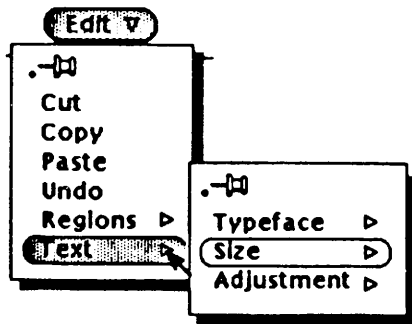 Edit
Cut
Copy
Paste
Undo
Regions
Text
Typeface
Size
Adjustment